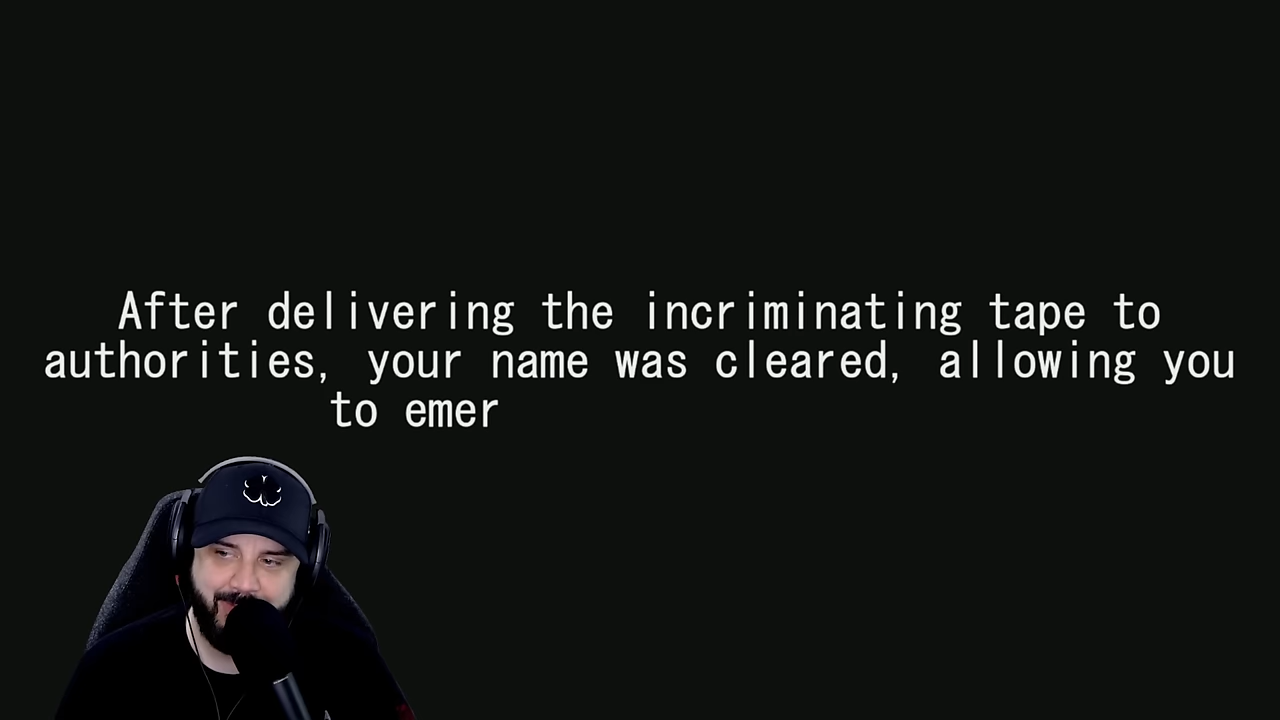 After delivering the incriminating tape to
authorities, your name was cleared, allowing you
to emer